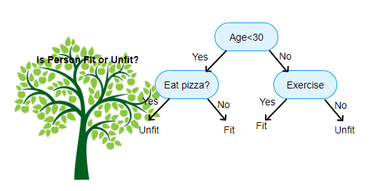 Is Person Fit or Unfit?
Age<30
Yes
No
Eat pizza?
Exercise
Yes
No
Yes
No
Unfit
Fit
Fit
Unfit